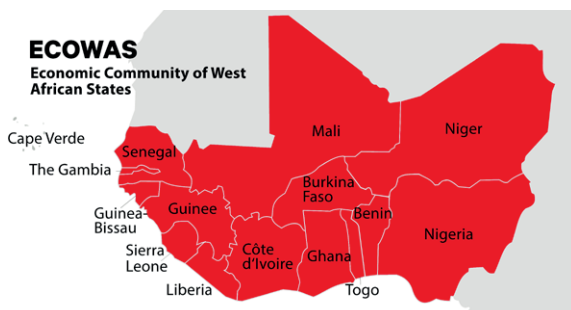 ECOWAS
Economic Community of West
African States
Mali
Niger
Cape Verde
Senegal
The Gambia
Burkina
Faso
Guinea-
Bissau
Guinee
Benin
Nigeria
Sierra
Leone
Côte
d'Ivoire
Ghana
Liberia
Togo